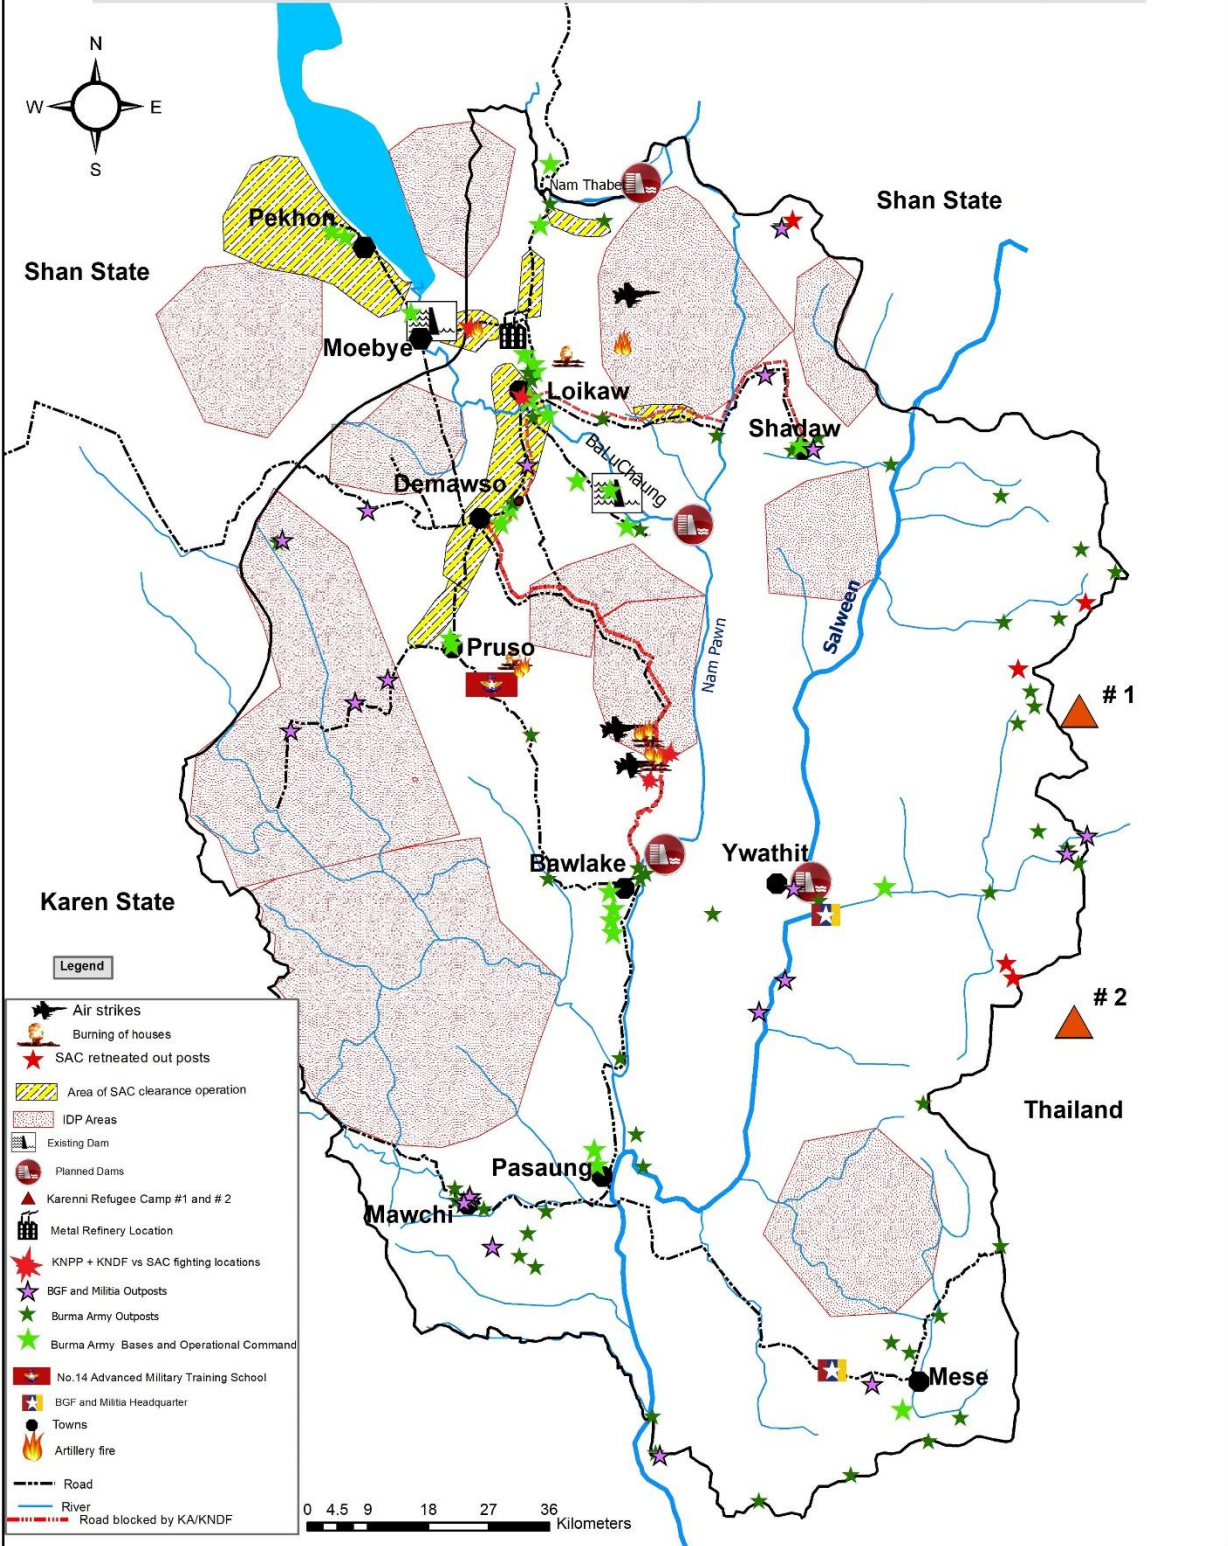 N
W
E
S
Nam Thabe
Shan State
Pekhon
Shan State
Moebye
Loikaw
Shadaw
BaLuChaung
Demawso
Salween
Pruso
Nam Pawn
# 1
Bawlake
Ywathit
Karen State
# 2
Thailand
Pasaung
Mawchi
Mese
Legend
Air strikes
Burning of houses
SAC retneated out posts
Area of SAC clearance operation
IDP Areas
Existing Dam
Planned Dams
Karenni Refugee Camp #1 and # 2
Metal Refinery Location
KNPP + KNDF vs SAC fighting locations
BGF and Militia Outposts
Burma Army Outposts
Burma Army Bases and Operational Command
No.14 Advanced Military Training School
BGF and Militia Headquarter
Towns
Artillery fire
Road
River
Road blocked by KA/KNDF
0 4.5 9 18 27 36
Kilometers